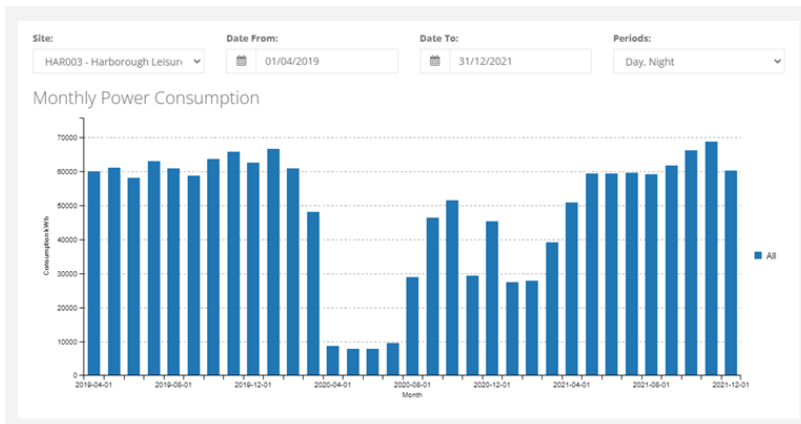 Site: Date From: Date To: Periods:
HAR003 - Harborough Leisur 01/04/2019 31/12/2021 Day, Night
Monthly Power Consumption
70000
60000
50000
40000
30000
20000
10000
0
Consumption kWh
All
2019-04-01 2019-08-01 2019-12-01 2020-04-01 2020-08-01 2020-12-01 2021-04-01 2021-08-01 2021-12-01
Month